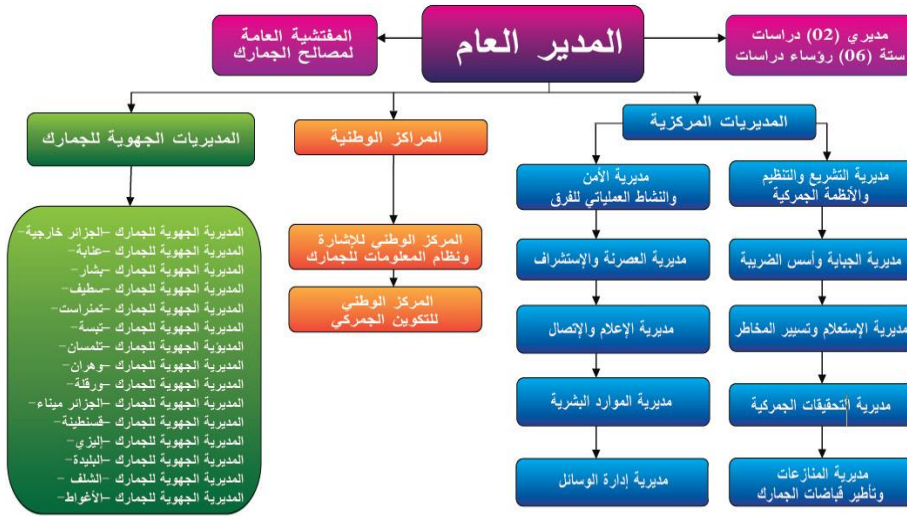 المدير العام
مديري (02) دراسات
ستة (06) رؤساء دراسات
المفتشية العامة
لمصالح الجمارك
المديريات المركزية
مديرية التشريع والتنظيم
والأنظمة الجمركية
مديرية الجباية وأسس الضريبة
مديرية الإستعلام وتسيير المخاطر
مديرية التحقيقات الجمركية
مديرية المنازعات
وتأطير قباضات الجمارك
مديرية الأمن
والنشاط العملياتي للفرق
مديرية العصرنة والإستشراف
مديرية الإعلام والإتصال
مديرية الموارد البشرية
مديرية إدارة الوسائل
المراكز الوطنية
المركز الوطني للإشارة
ونظام المعلومات للجمارك
المركز الوطني
للتكوين الجمركي
المديريات الجهوية للجمارك
المديرية الجهوية للجمارك –الجزائر خارجية–
المديرية الجهوية للجمارك –عنابة–
المديرية الجهوية للجمارك –بشار–
المديرية الجهوية للجمارك –سطيف–
المديرية الجهوية للجمارك –تمنراست–
المديرية الجهوية للجمارك –تبسة–
المديؤية الجهوية للجمارك –تلمسان–
المديرية الجهوية للجمارك –وهران–
المديرية الجهوية للجمارك –ورقلة–
المديرية الجهوية للجمارك –الجزائر ميناء–
المديرية الجهوية للجمارك –قسنطينة–
المديرية الجهوية للجمارك –إليزي–
المديرية الجهوية للجمارك –البليدة–
المديرية الجهوية للجمارك –الشلف–
المديرية الجهوية للجمارك –الأغواط–